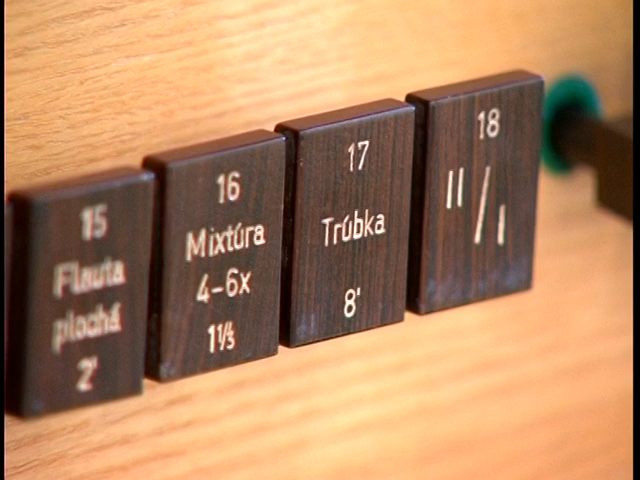 15
Flauta
plochá
2'
16
Mixtúra
4-6x
1⅓
17
Trúbka
8'
18
II/I